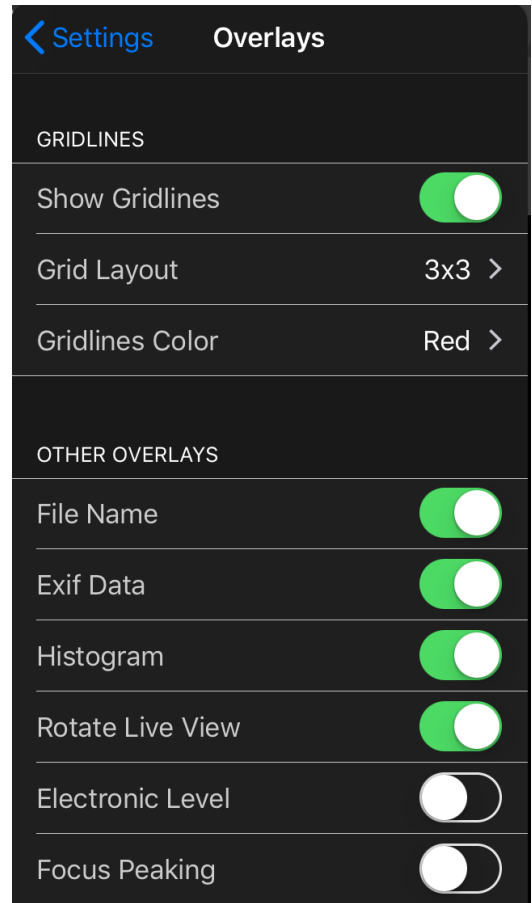 Settings Overlays
GRIDLINES
Show Gridlines
Grid Layout 3x3
Gridlines Color Red
OTHER OVERLAYS
File Name
Exif Data
Histogram
Rotate Live View
Electronic Level
Focus Peaking